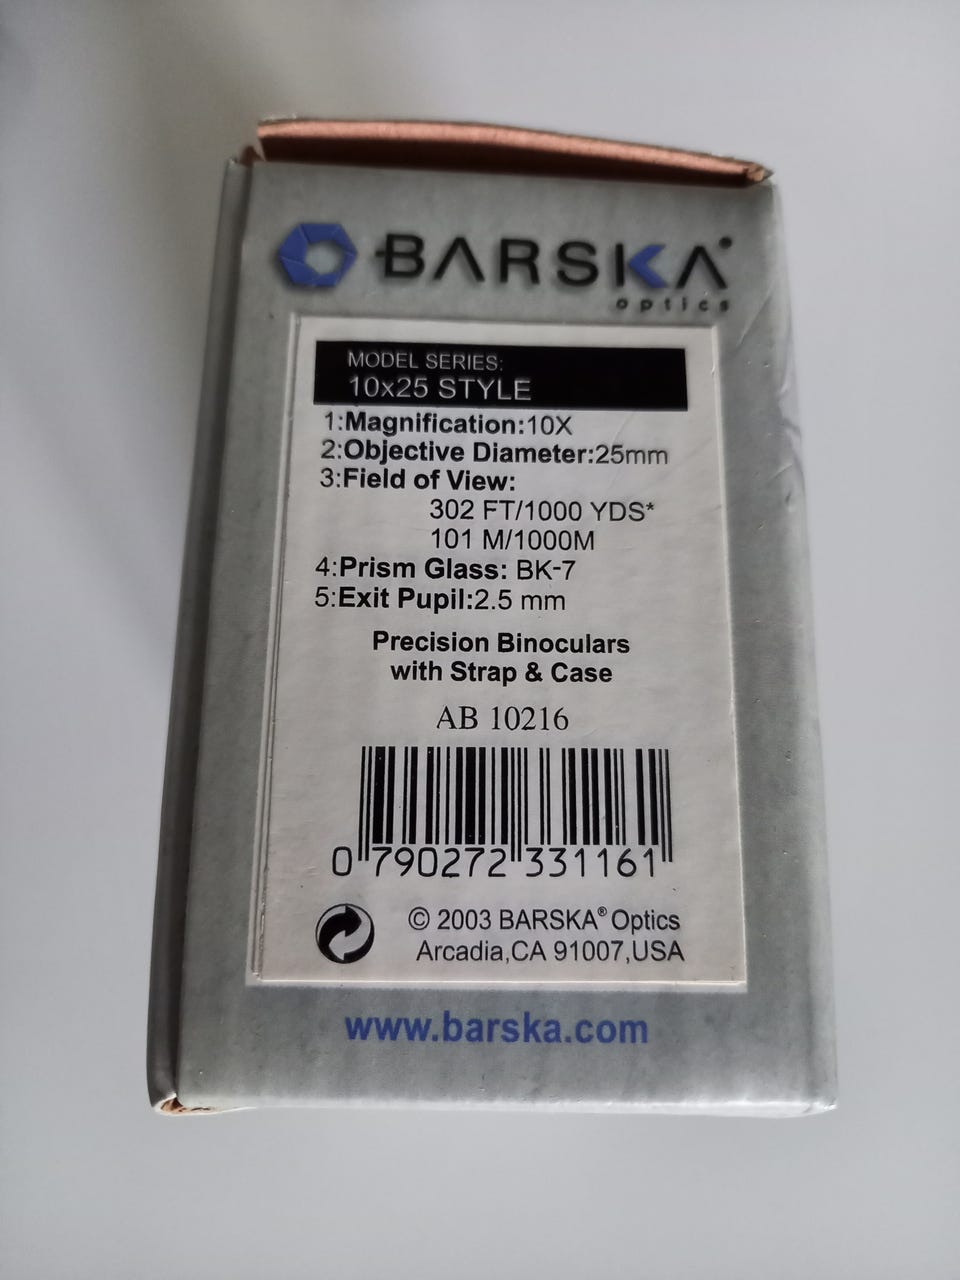 BARSKA
optics
MODEL SERIES:
10x25 STYLE
1:Magnification:10X
2:Objective Diameter:25mm
3:Field of View:
302 FT/1000 YDS*
101 M/1000M
4:Prism Glass: BK-7
5:Exit Pupil:2.5 mm
Precision Binoculars
with Strap & Case
AB 10216
0 790272 331161
© 2003 BARSKA® Optics
Arcadia,CA 91007,USA
www.barska.com